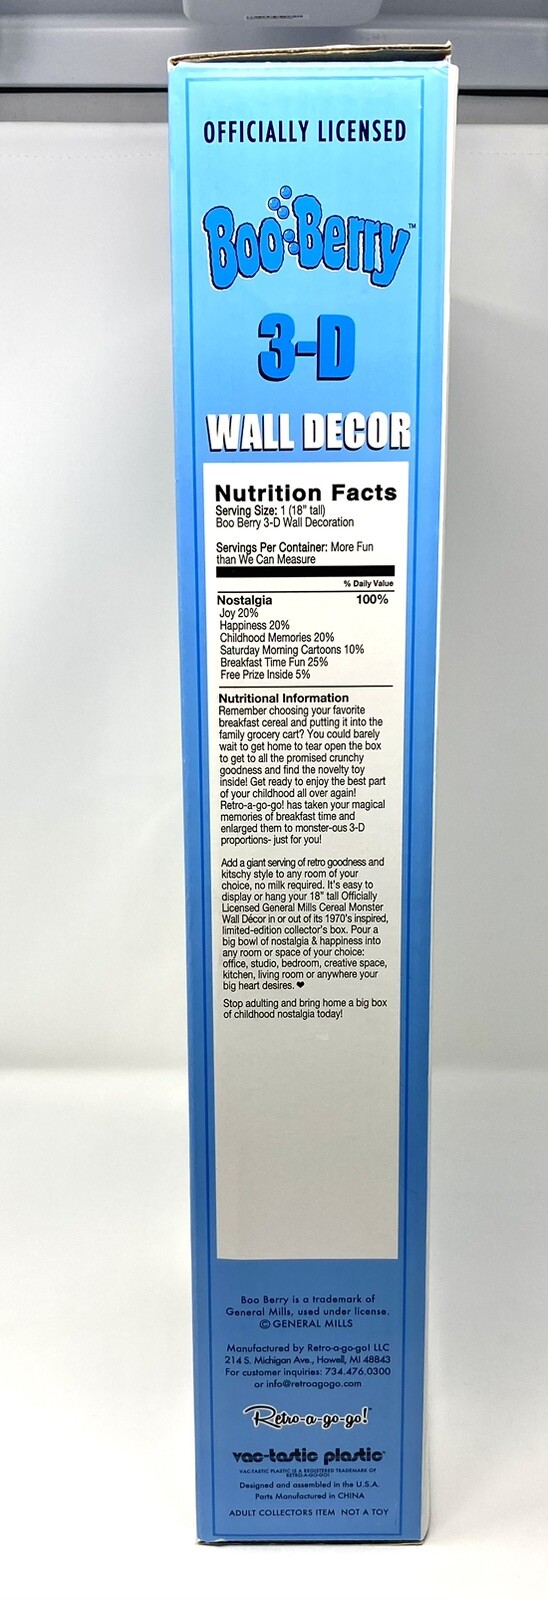 OFFICIALLY LICENSED
Boo Berry™
3-D
WALL DECOR
Nutrition Facts
Serving Size: 1 (18" tall)
Boo Berry 3-D Wall Decoration
Servings Per Container: More Fun
than We Can Measure
% Daily Value
Nostalgia 100%
Joy 20%
Happiness 20%
Childhood Memories 20%
Saturday Morning Cartoons 10%
Breakfast Time Fun 25%
Free Prize Inside 5%
Nutritional Information
Remember choosing your favorite
breakfast cereal and putting it into the
family grocery cart? You could barely
wait to get home to tear open the box
to get to all the promised crunchy
goodness and find the novelty toy
inside! Get ready to enjoy the best part
of your childhood all over again!
Retro-a-go-go! has taken your magical
memories of breakfast time and
enlarged them to monster-ous 3-D
proportions- just for you!
Add a giant serving of retro goodness and
kitschy style to any room of your
choice, no milk required. It's easy to
display or hang your 18" tall Officially
Licensed General Mills Cereal Monster
Wall Décor in or out of its 1970's inspired,
limited-edition collector's box. Pour a
big bowl of nostalgia & happiness into
any room or space of your choice:
office, studio, bedroom, creative space,
kitchen, living room or anywhere your
big heart desires. ❤
Stop adulting and bring home a big box
of childhood nostalgia today!
Boo Berry is a trademark of
General Mills, used under license.
© GENERAL MILLS
Manufactured by Retro-a-go-go! LLC
214 S. Michigan Ave., Howell, MI 48843
For customer inquiries: 734.476.0300
or info@retroagogo.com
Retro-a-go-go!
vac-tastic plastic
VAC-TASTIC PLASTIC IS A REGISTERED TRADEMARK OF
RETRO-A-GO-GO!
Designed and assembled in the U.S.A.
Parts Manufactured in CHINA
ADULT COLLECTORS ITEM NOT A TOY